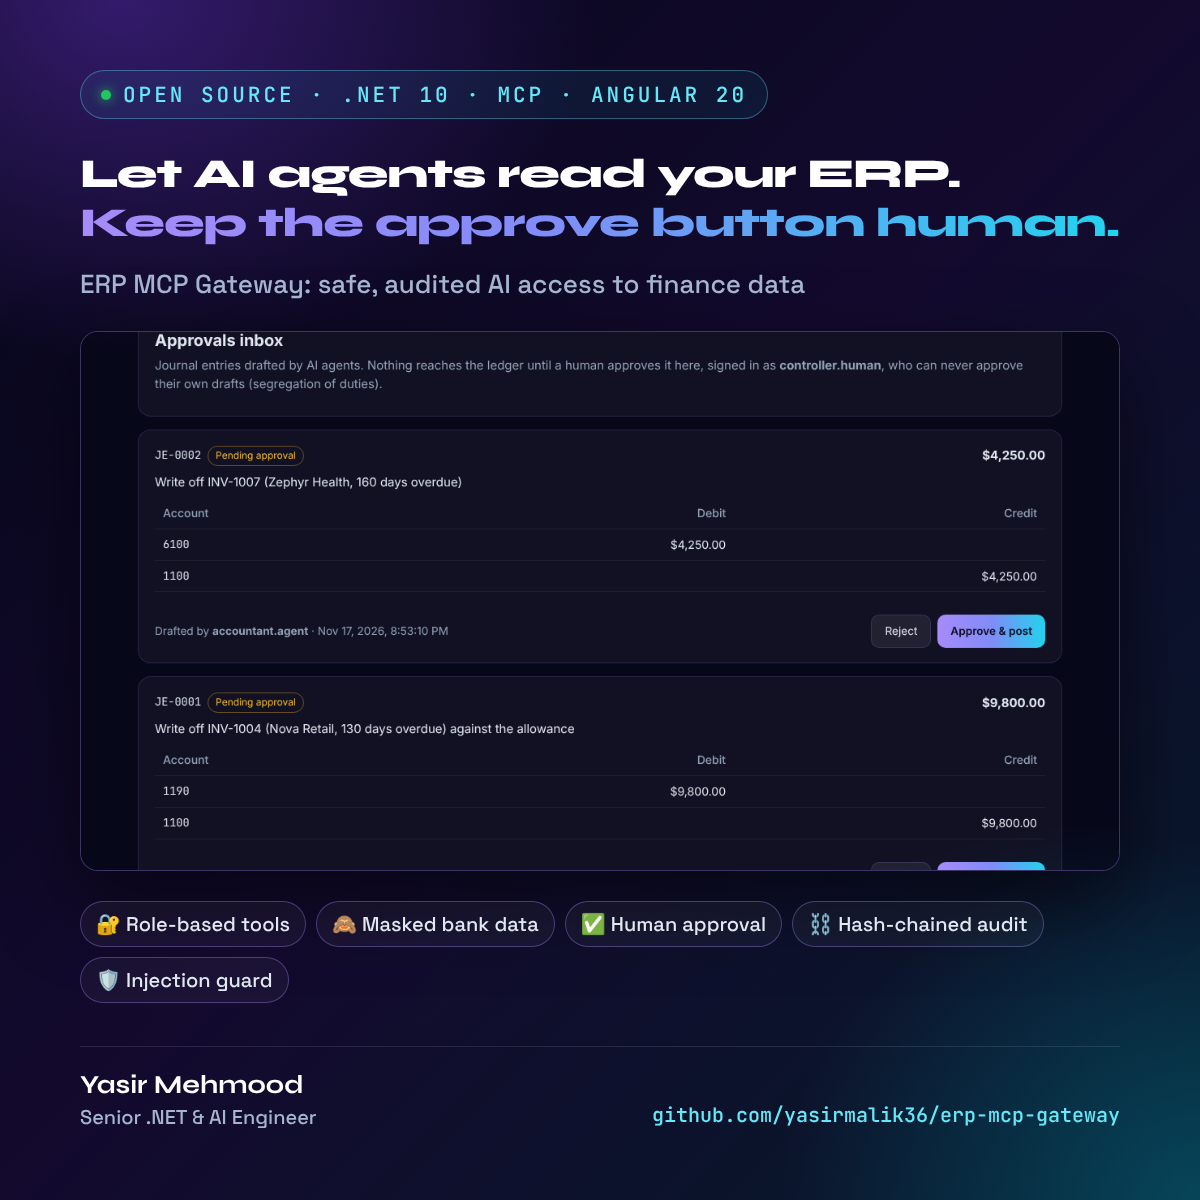 OPEN SOURCE · .NET 10 · MCP · ANGULAR 20
Let AI agents read your ERP.
Keep the approve button human.
ERP MCP Gateway: safe, audited AI access to finance data
Approvals inbox
Journal entries drafted by AI agents. Nothing reaches the ledger until a human approves it here, signed in as controller.human, who can never approve
their own drafts (segregation of duties).
JE-0002 Pending approval $4,250.00
Write off INV-1007 (Zephyr Health, 160 days overdue)
Account Debit Credit
6100 $4,250.00
1100 $4,250.00
Drafted by accountant.agent · Nov 17, 2026, 8:53:10 PM Reject Approve & post
JE-0001 Pending approval $9,800.00
Write off INV-1004 (Nova Retail, 130 days overdue) against the allowance
Account Debit Credit
1190 $9,800.00
1100 $9,800.00
🔐 Role-based tools 🙈 Masked bank data ✅ Human approval ⛓️ Hash-chained audit
🛡️ Injection guard
Yasir Mehmood
Senior .NET & AI Engineer
github.com/yasirmalik36/erp-mcp-gateway